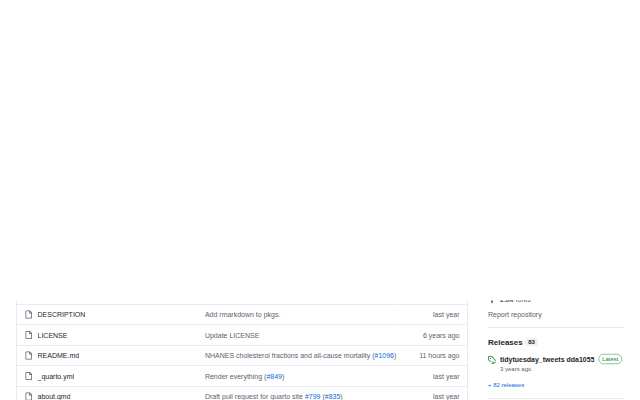 Report repository
DESCRIPTION Add rmarkdown to pkgs. last year
LICENSE Update LICENSE 6 years ago
Releases 83
README.md NHANES cholesterol fractions and all-cause mortality (#1096) 11 hours ago
tidytuesday_tweets dda1055 Latest
3 years ago
_quarto.yml Render everything (#849) last year
+ 82 releases
about.qmd Draft pull request for quarto site #799 (#835) last year